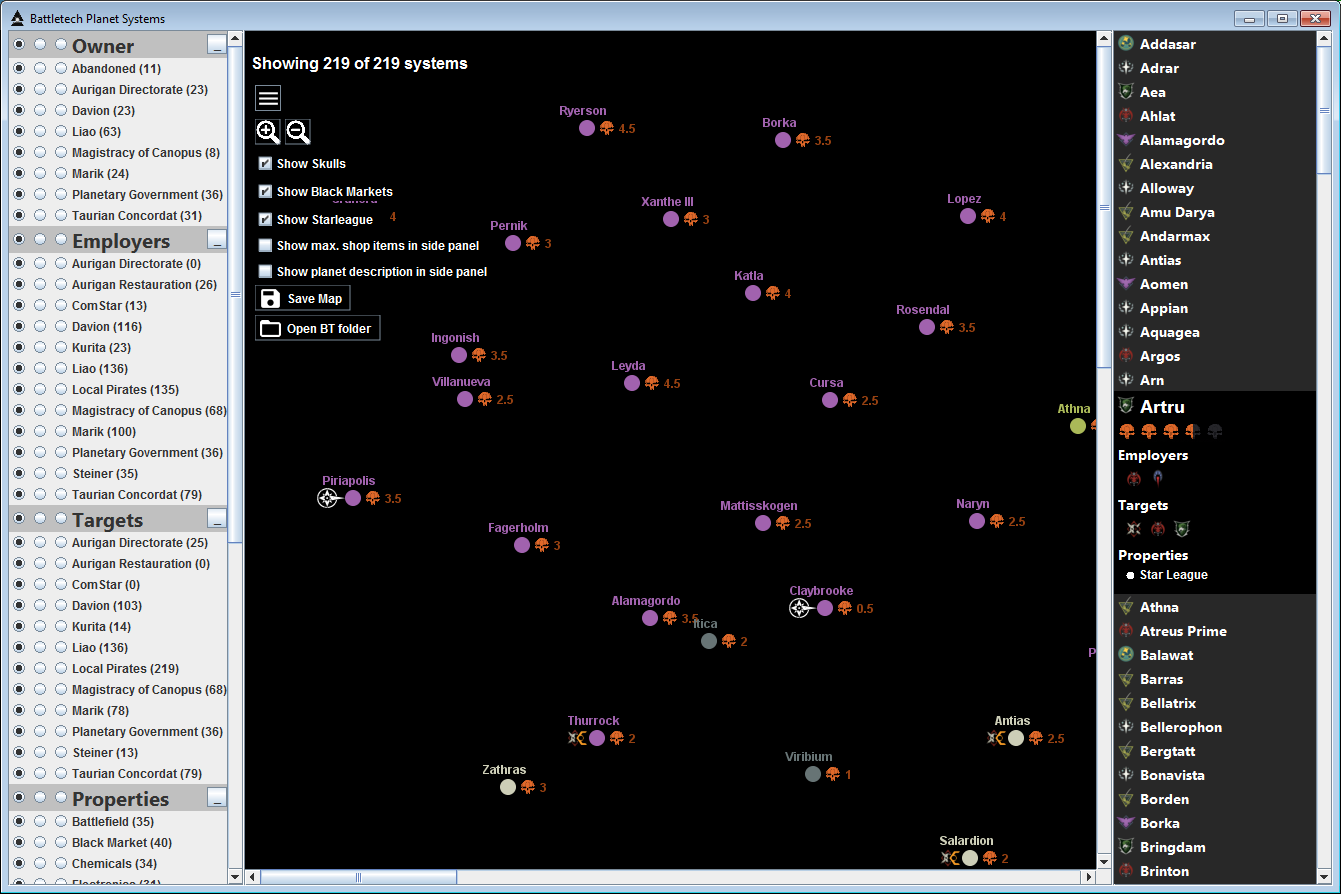 Battletech Planet Systems
Owner
Abandoned (11)
Aurigan Directorate (23)
Davion (23)
Liao (63)
Magistracy of Canopus (8)
Marik (24)
Planetary Government (36)
Taurian Concordat (31)
Employers
Aurigan Directorate (0)
Aurigan Restauration (26)
ComStar (13)
Davion (116)
Kurita (23)
Liao (136)
Local Pirates (135)
Magistracy of Canopus (68)
Marik (100)
Planetary Government (36)
Steiner (35)
Taurian Concordat (79)
Targets
Aurigan Directorate (25)
Aurigan Restauration (0)
ComStar (0)
Davion (103)
Kurita (14)
Liao (136)
Local Pirates (219)
Magistracy of Canopus (68)
Marik (78)
Planetary Government (36)
Steiner (13)
Taurian Concordat (79)
Properties
Battlefield (35)
Black Market (40)
Chemicals (34)
Electronics (31)
Showing 219 of 219 systems
Show Skulls
Show Black Markets
Show Starleague
Show max. shop items in side panel
Show planet description in side panel
Save Map
Open BT folder
Ryerson
4.5
Borka
3.5
Xanthe III
3
Lopez
4
4
Pernik
3
Katla
4
Rosendal
3.5
Ingonish
3.5
Leyda
4.5
Villanueva
2.5
Cursa
2.5
Athna
Piriapolis
3.5
Mattisskogen
2.5
Naryn
2.5
Fagerholm
3
Claybrooke
0.5
Alamagordo
3.5
Itica
2
P
Thurrock
2
Antias
2.5
Viribium
1
Zathras
3
Salardion
2
Addasar
Adrar
Aea
Ahlat
Alamagordo
Alexandria
Alloway
Amu Darya
Andarmax
Antias
Aomen
Appian
Aquagea
Argos
Arn
Artru
Employers
Targets
Properties
Star League
Athna
Atreus Prime
Balawat
Barras
Bellatrix
Bellerophon
Bergtatt
Bonavista
Borden
Borka
Bringdam
Brinton